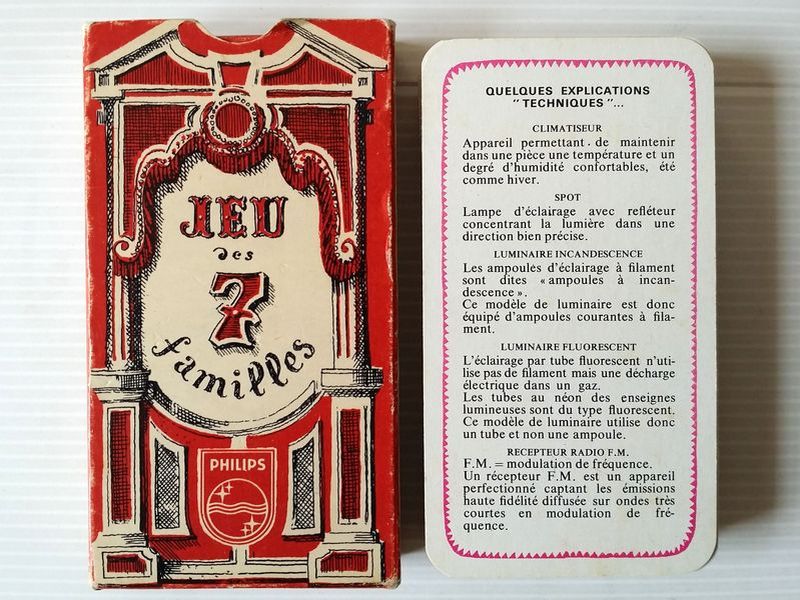 JEU
des
7
familles
PHILIPS
QUELQUES EXPLICATIONS
"TECHNIQUES"...
CLIMATISEUR
Appareil permettant de maintenir
dans une pièce une température et un
degré d'humidité confortables, été
comme hiver.
SPOT
Lampe d'éclairage avec refléteur
concentrant la lumière dans une
direction bien précise.
LUMINAIRE INCANDESCENCE
Les ampoules d'éclairage à filament
sont dites «ampoules à incan-
descence».
Ce modèle de luminaire est donc
équipé d'ampoules courantes à fila-
ment.
LUMINAIRE FLUORESCENT
L'éclairage par tube fluorescent n'uti-
lise pas de filament mais une décharge
électrique dans un gaz.
Les tubes au néon des enseignes
lumineuses sont du type fluorescent.
Ce modèle de luminaire utilise donc
un tube et non une ampoule.
RECEPTEUR RADIO F.M.
F.M. = modulation de fréquence.
Un récepteur F.M. est un appareil
perfectionné captant les émissions
haute fidélité diffusée sur ondes très
courtes en modulation de fré-
quence.